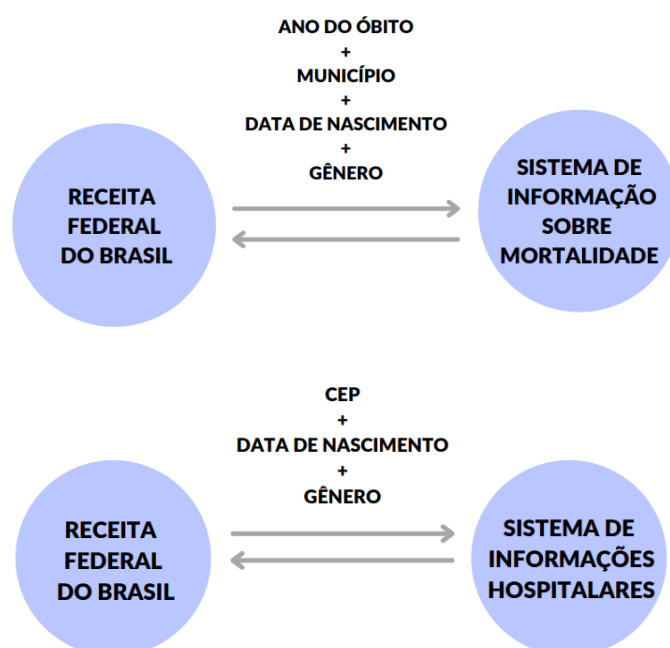 ANO DO ÓBITO
+
MUNICÍPIO
+
DATA DE NASCIMENTO
+
GÊNERO
RECEITA
FEDERAL
DO BRASIL
SISTEMA DE
INFORMAÇÃO
SOBRE
MORTALIDADE
CEP
+
DATA DE NASCIMENTO
+
GÊNERO
RECEITA
FEDERAL
DO BRASIL
SISTEMA DE
INFORMAÇÕES
HOSPITALARES